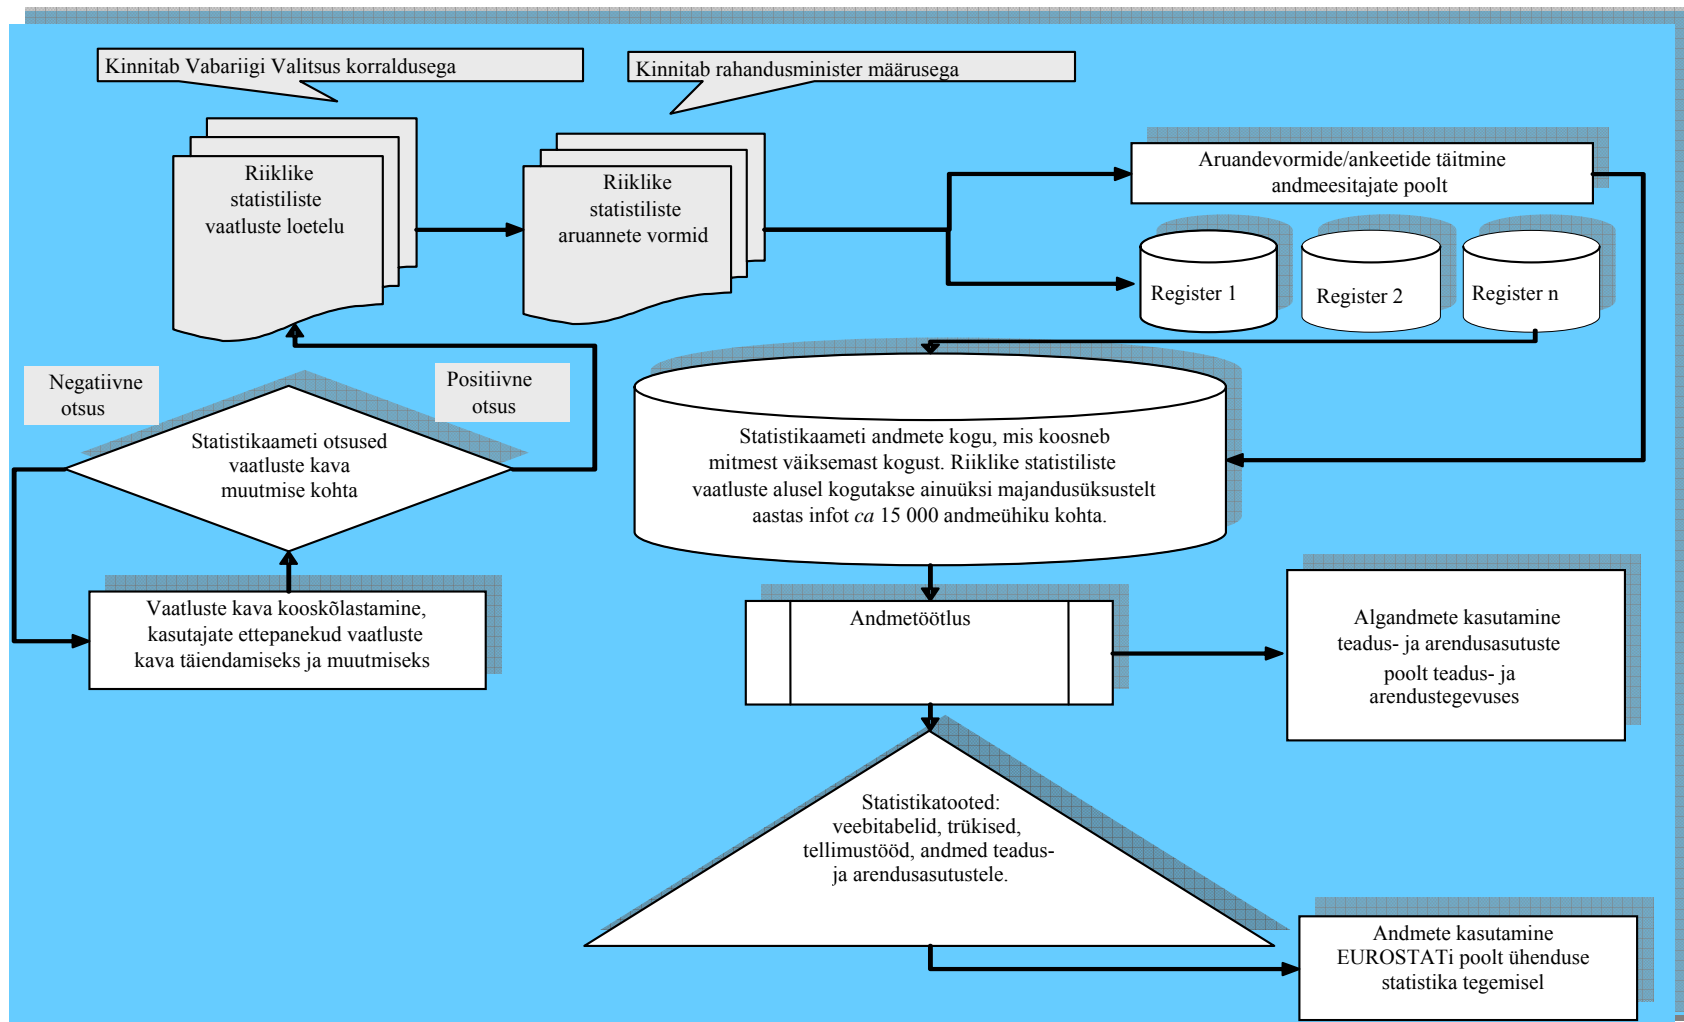 Kinnitab Vabariigi Valitsus korraldusega
Kinnitab rahandusminister määrusega
Riiklike
statistiliste
vaatluste loetelu
Riiklike
statistiliste
aruannete vormid
Aruandevormide/ankeetide täitmine
andmeesitajate poolt
Register 1
Register 2
Register n
Negatiivne
otsus
Positiivne
otsus
Statistikaameti otsused
vaatluste kava
muutmise kohta
Statistikaameti andmete kogu, mis koosneb
mitmest väiksemast kogust. Riiklike statistiliste
vaatluste alusel kogutakse ainuüksi majandusüksustelt
aastas infot ca 15 000 andmeühiku kohta.
Vaatluste kava kooskõlastamine,
kasutajate ettepanekud vaatluste
kava täiendamiseks ja muutmiseks
Andmetöötlus
Algandmete kasutamine
teadus- ja arendusasutuste
poolt teadus- ja
arendustegevuses
Statistikatooted:
veebitabelid, trükised,
tellimustööd, andmed teadus-
ja arendusasutustele.
Andmete kasutamine
EUROSTATi poolt ühenduse
statistika tegemisel